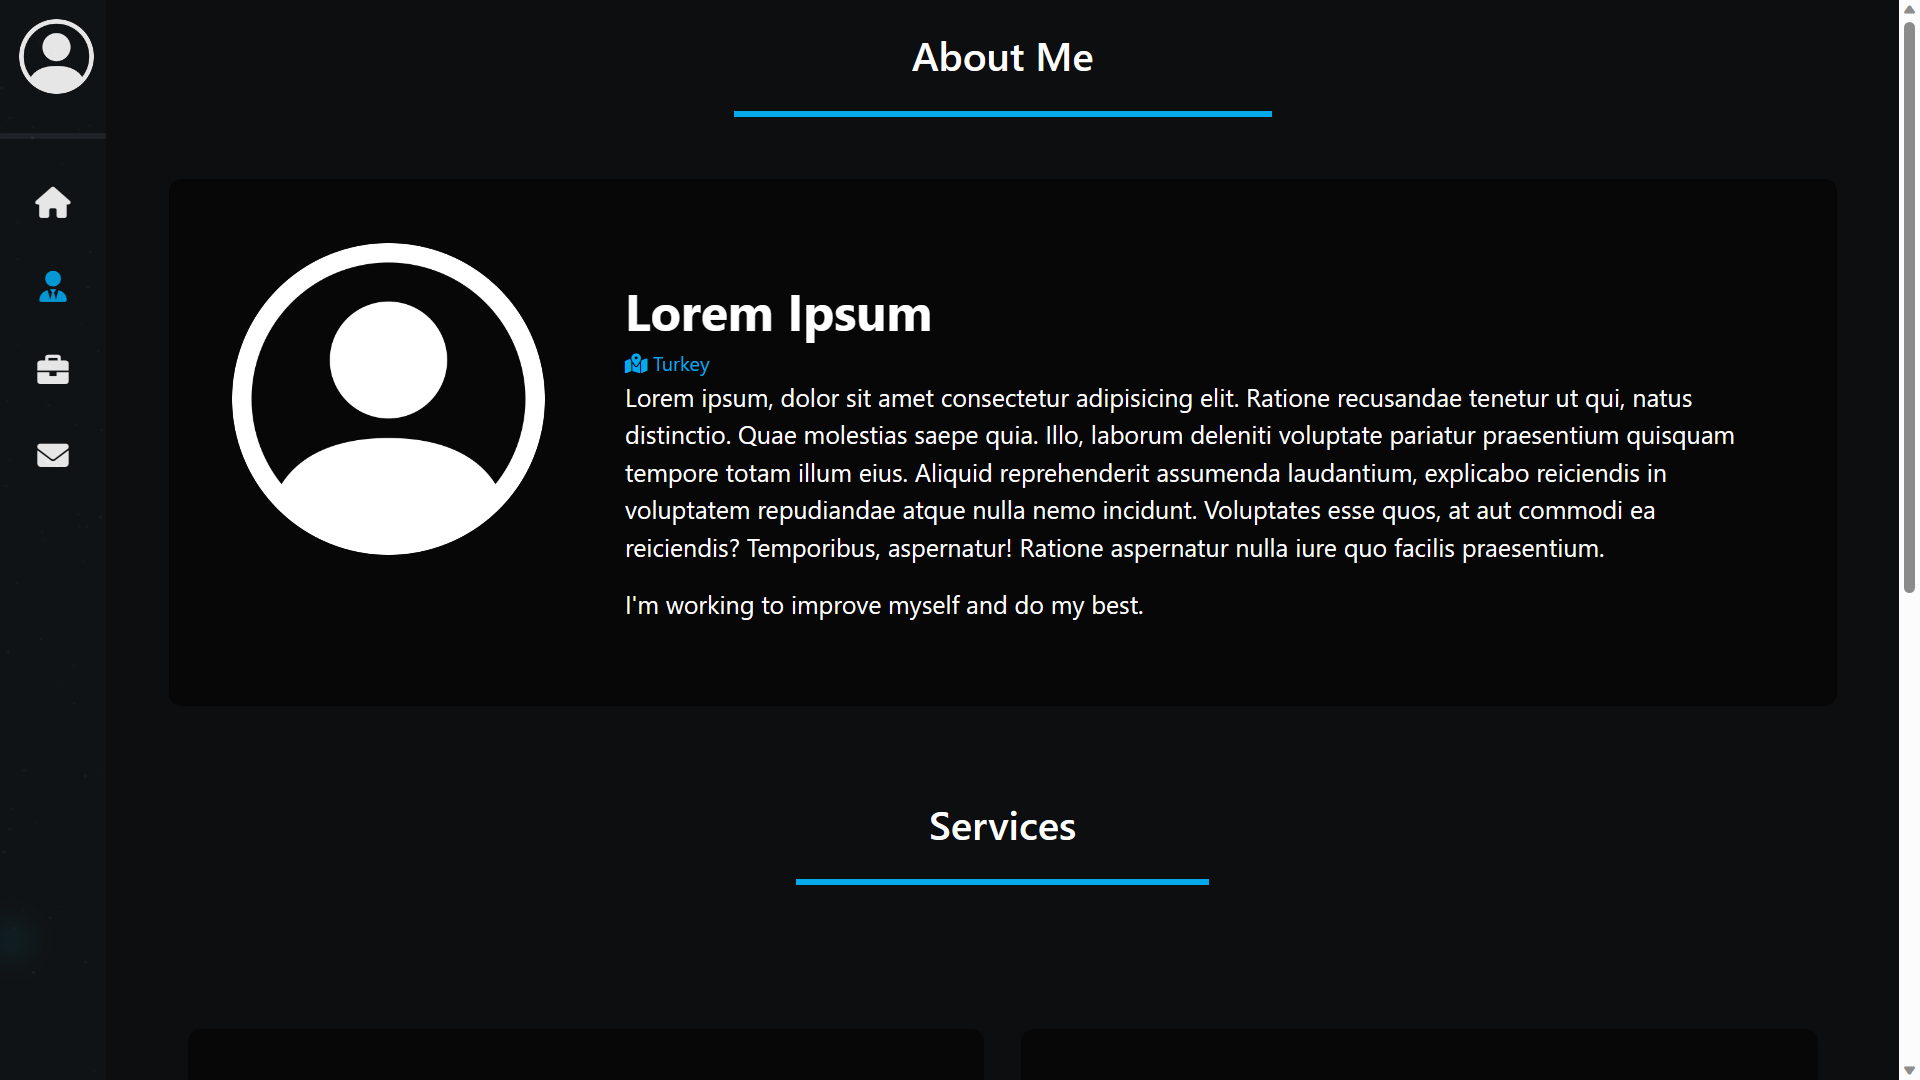 About Me
Lorem Ipsum
Turkey
Lorem ipsum, dolor sit amet consectetur adipisicing elit. Ratione recusandae tenetur ut qui, natus
distinctio. Quae molestias saepe quia. Illo, laborum deleniti voluptate pariatur praesentium quisquam
tempore totam illum eius. Aliquid reprehenderit assumenda laudantium, explicabo reiciendis in
voluptatem repudiandae atque nulla nemo incidunt. Voluptates esse quos, at aut commodi ea
reiciendis? Temporibus, aspernatur! Ratione aspernatur nulla iure quo facilis praesentium.
I'm working to improve myself and do my best.
Services